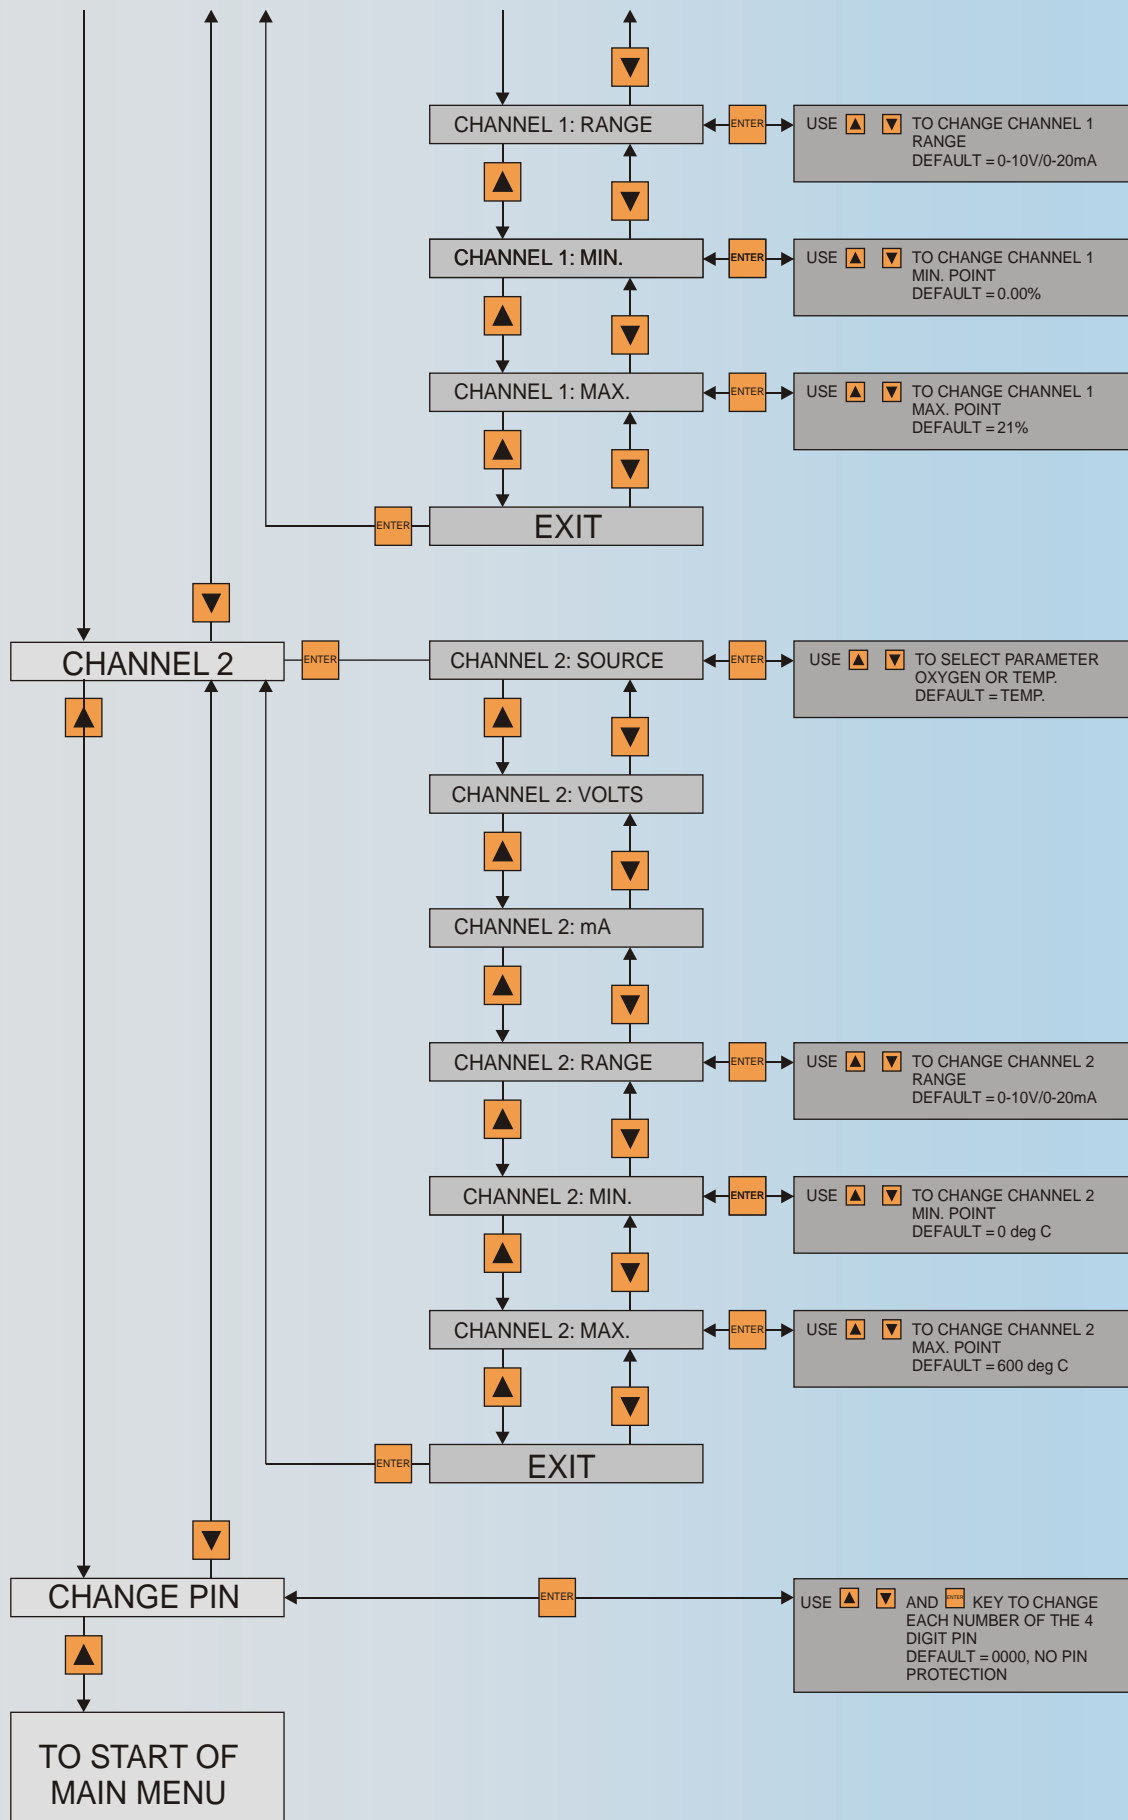 CHANNEL 1: RANGE
ENTER
USE TO CHANGE CHANNEL 1
RANGE
DEFAULT = 0-10V/0-20mA
CHANNEL 1: MIN.
ENTER
USE TO CHANGE CHANNEL 1
MIN. POINT
DEFAULT = 0.00%
CHANNEL 1: MAX.
ENTER
USE TO CHANGE CHANNEL 1
MAX. POINT
DEFAULT = 21%
ENTER
EXIT
CHANNEL 2
ENTER
CHANNEL 2: SOURCE
ENTER
USE TO SELECT PARAMETER
OXYGEN OR TEMP.
DEFAULT = TEMP.
CHANNEL 2: VOLTS
CHANNEL 2: mA
CHANNEL 2: RANGE
ENTER
USE TO CHANGE CHANNEL 2
RANGE
DEFAULT = 0-10V/0-20mA
CHANNEL 2: MIN.
ENTER
USE TO CHANGE CHANNEL 2
MIN. POINT
DEFAULT = 0 deg C
CHANNEL 2: MAX.
ENTER
USE TO CHANGE CHANNEL 2
MAX. POINT
DEFAULT = 600 deg C
ENTER
EXIT
CHANGE PIN
ENTER
USE AND ENTER KEY TO CHANGE
EACH NUMBER OF THE 4
DIGIT PIN
DEFAULT = 0000, NO PIN
PROTECTION
TO START OF
MAIN MENU